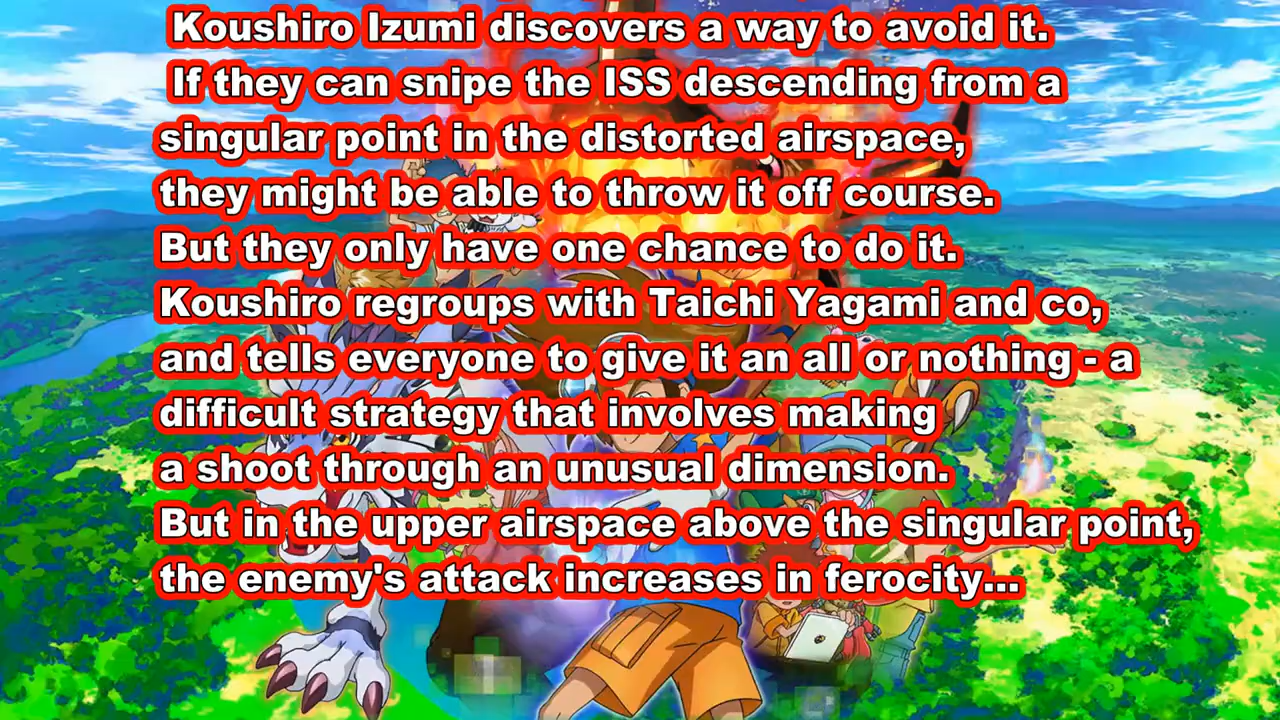 Koushiro Izumi discovers a way to avoid it.
If they can snipe the ISS descending from a
singular point in the distorted airspace,
they might be able to throw it off course.
But they only have one chance to do it.
Koushiro regroups with Taichi Yagami and co,
and tells everyone to give it an all or nothing - a
difficult strategy that involves making
a shoot through an unusual dimension.
But in the upper airspace above the singular point,
the enemy's attack increases in ferocity...